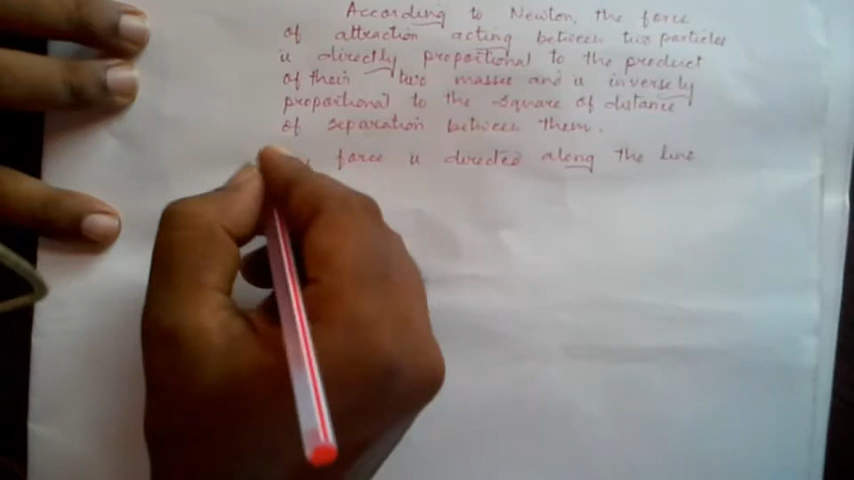 According to Newton, the force
of attraction acting between two particles
is directly proportional to the product
of their two masses and is inversely
proportional to the square of distance
of separation between them.
force is directed along the line